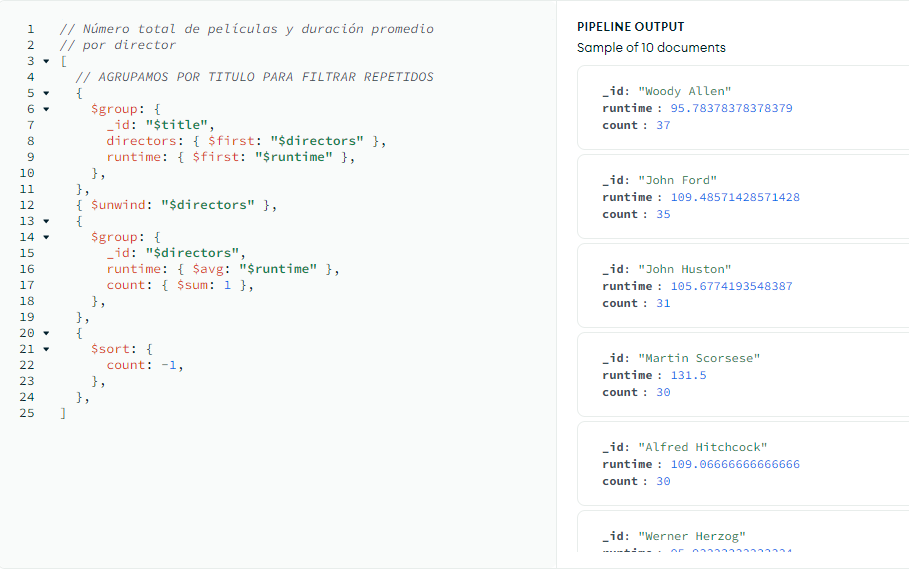 1 // Número total de películas y duración promedio
2 // por director
3 [
4 // AGRUPAMOS POR TITULO PARA FILTRAR REPETIDOS
5 {
6 $group: {
7 _id: "$title",
8 directors: { $first: "$directors" },
9 runtime: { $first: "$runtime" },
10 },
11 },
12 { $unwind: "$directors" },
13 {
14 $group: {
15 _id: "$directors",
16 runtime: { $avg: "$runtime" },
17 count: { $sum: 1 },
18 },
19 },
20 {
21 $sort: {
22 count: -1,
23 },
24 },
25 ]
PIPELINE OUTPUT
Sample of 10 documents
_id: "Woody Allen"
runtime : 95.78378378378379
count : 37
_id: "John Ford"
runtime : 109.48571428571428
count : 35
_id: "John Huston"
runtime : 105.6774193548387
count : 31
_id: "Martin Scorsese"
runtime : 131.5
count : 30
_id: "Alfred Hitchcock"
runtime : 109.06666666666666
count : 30
_id: "Werner Herzog"